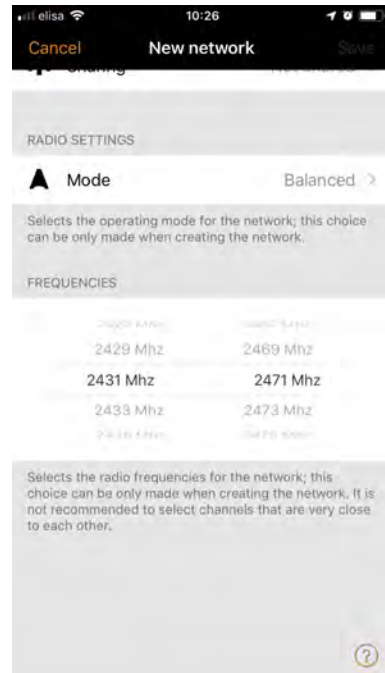 elisa 10:26
Cancel New network Save
RADIO SETTINGS
Mode Balanced
Selects the operating mode for the network; this choice
can be only made when creating the network.
FREQUENCIES
2429 Mhz 2469 Mhz
2431 Mhz 2471 Mhz
2433 Mhz 2473 Mhz
Selects the radio frequencies for the network; this
choice can be only made when creating the network. It is
not recommended to select channels that are very close
to each other.
?